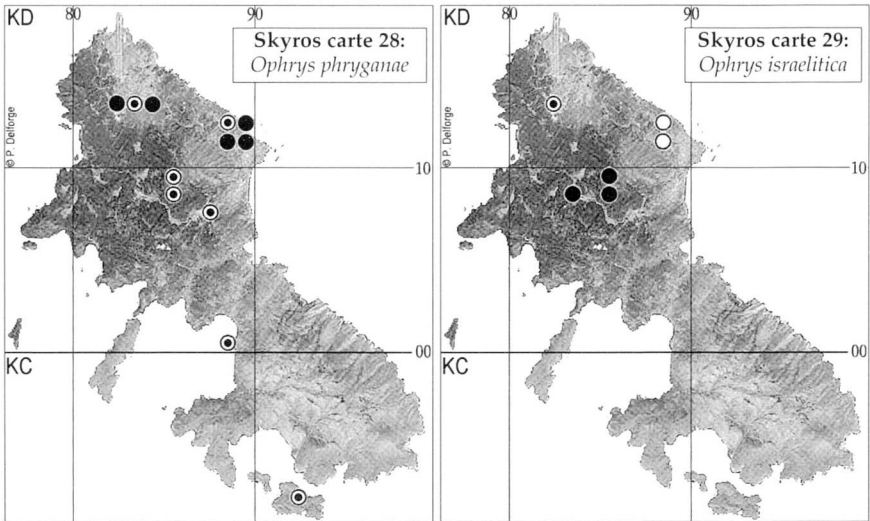 KD
80
90
Skyros carte 28:
Ophrys phryganae
© P. Delforge
10
00
KC
KD
80
90
Skyros carte 29:
Ophrys israelitica
© P. Delforge
10
00
KC